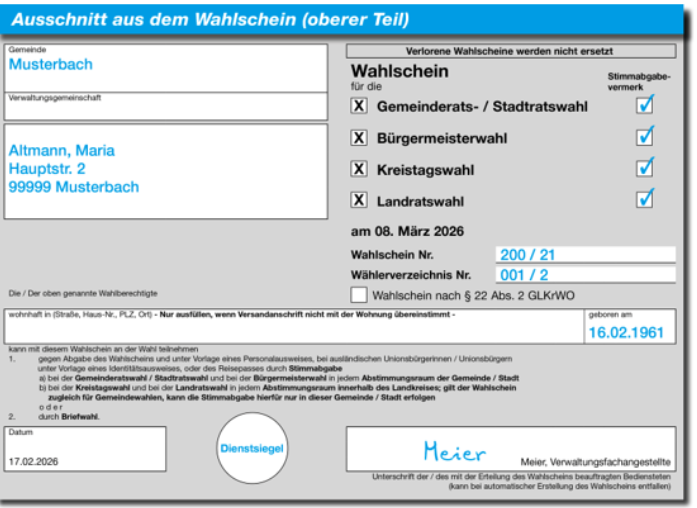 Ausschnitt aus dem Wahlschein (oberer Teil)
Gemeinde
Musterbach
Verwaltungsgemeinschaft
Altmann, Maria
Hauptstr. 2
99999 Musterbach
Verlorene Wahlscheine werden nicht ersetzt
Wahlschein
für die
Stimmabgabe-
vermerk
X Gemeinderats- / Stadtratswahl ✓
X Bürgermeisterwahl ✓
X Kreistagswahl ✓
X Landratswahl ✓
am 08. März 2026
Wahlschein Nr. 200 / 21
Wählerverzeichnis Nr. 001 / 2
Die / Der oben genannte Wahlberechtigte
Wahlschein nach § 22 Abs. 2 GLKrWO
wohnhaft in (Straße, Haus-Nr., PLZ, Ort) - Nur ausfüllen, wenn Versandanschrift nicht mit der Wohnung übereinstimmt -
geboren am
16.02.1961
kann mit diesem Wahlschein an der Wahl teilnehmen
1. gegen Abgabe des Wahlscheins und unter Vorlage eines Personalausweises, bei ausländischen Unionsbürgerinnen / Unionsbürgern
unter Vorlage eines Identitätsausweises, oder des Reisepasses durch Stimmabgabe
a) bei der Gemeinderatswahl / Stadtratswahl und bei der Bürgermeisterwahl in jedem Abstimmungsraum der Gemeinde / Stadt
b) bei der Kreistagswahl und bei der Landratswahl in jedem Abstimmungsraum innerhalb des Landkreises; gilt der Wahlschein
zugleich für Gemeindewahlen, kann die Stimmabgabe hierfür nur in dieser Gemeinde / Stadt erfolgen
o d e r
2. durch Briefwahl.
Datum
17.02.2026
Dienstsiegel
Meier
Meier, Verwaltungsfachangestellte
Unterschrift der / des mit der Erteilung des Wahlscheins beauftragten Bediensteten
(kann bei automatischer Erstellung des Wahlscheins entfallen)